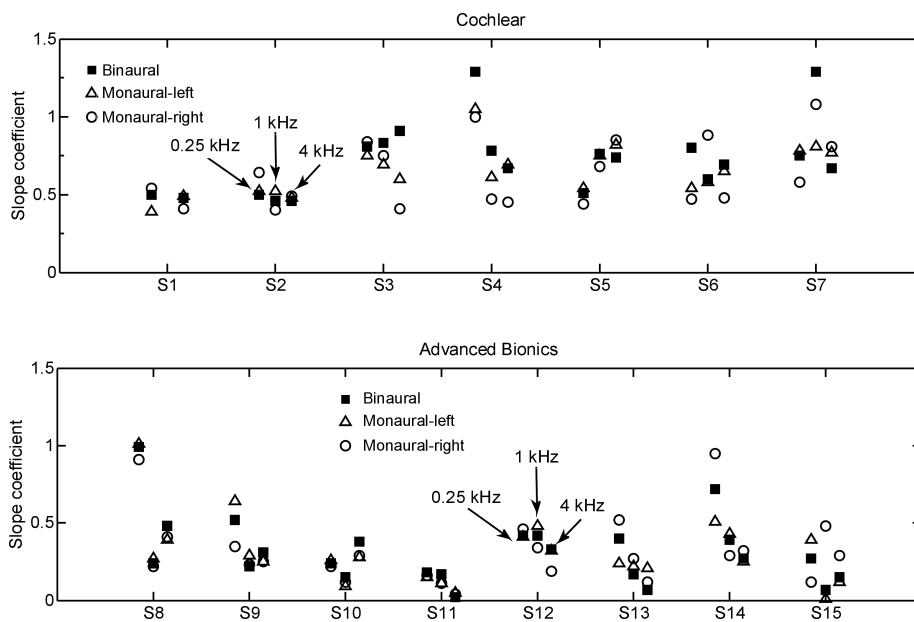 Cochlear
Slope coefficient
1.5
1
0.5
0
Binaural
Monaural-left
Monaural-right
0.25 kHz
1 kHz
4 kHz
S1 S2 S3 S4 S5 S6 S7
Advanced Bionics
Slope coefficient
1.5
1
0.5
0
Binaural
Monaural-left
Monaural-right
0.25 kHz
1 kHz
4 kHz
S8 S9 S10 S11 S12 S13 S14 S15